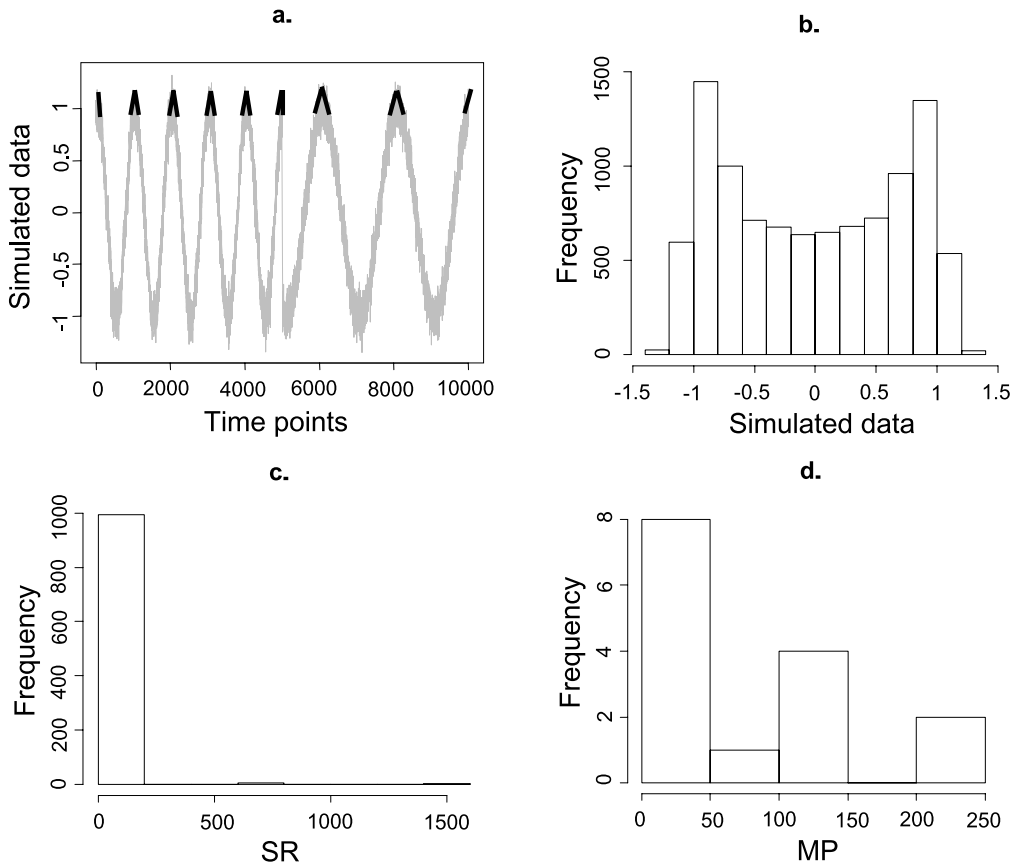 a.
1
0.5
0
-0.5
-1
Simulated data
0 2000 4000 6000 8000 10000
Time points
b.
1500
1000
500
0
Frequency
-1.5 -1 -0.5 0 0.5 1 1.5
Simulated data
c.
1000
800
600
400
200
0
Frequency
0 500 1000 1500
SR
d.
8
6
4
2
0
Frequency
0 50 100 150 200 250
MP